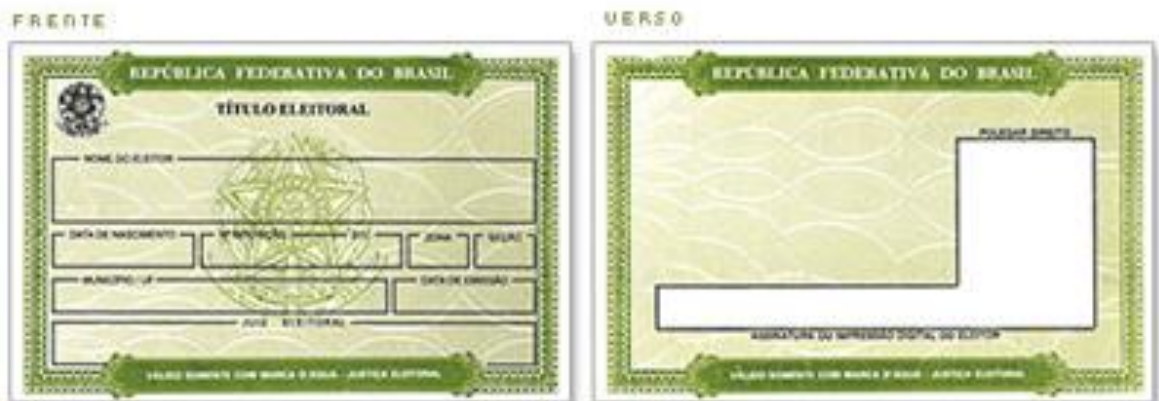 FRENTE
REPÚBLICA FEDERATIVA DO BRASIL
TÍTULO ELEITORAL
NOME DO ELEITOR
DATA DE NASCIMENTO Nº INSCRIÇÃO D.V. ZONA SEÇÃO
MUNICÍPIO / UF DATA DE EMISSÃO
JUIZ ELEITORAL
VÁLIDO SOMENTE COM MARCA D'ÁGUA - JUSTIÇA ELEITORAL
VERSO
REPÚBLICA FEDERATIVA DO BRASIL
POLEGAR DIREITO
ASSINATURA OU IMPRESSÃO DIGITAL DO ELEITOR
VÁLIDO SOMENTE COM MARCA D'ÁGUA - JUSTIÇA ELEITORAL